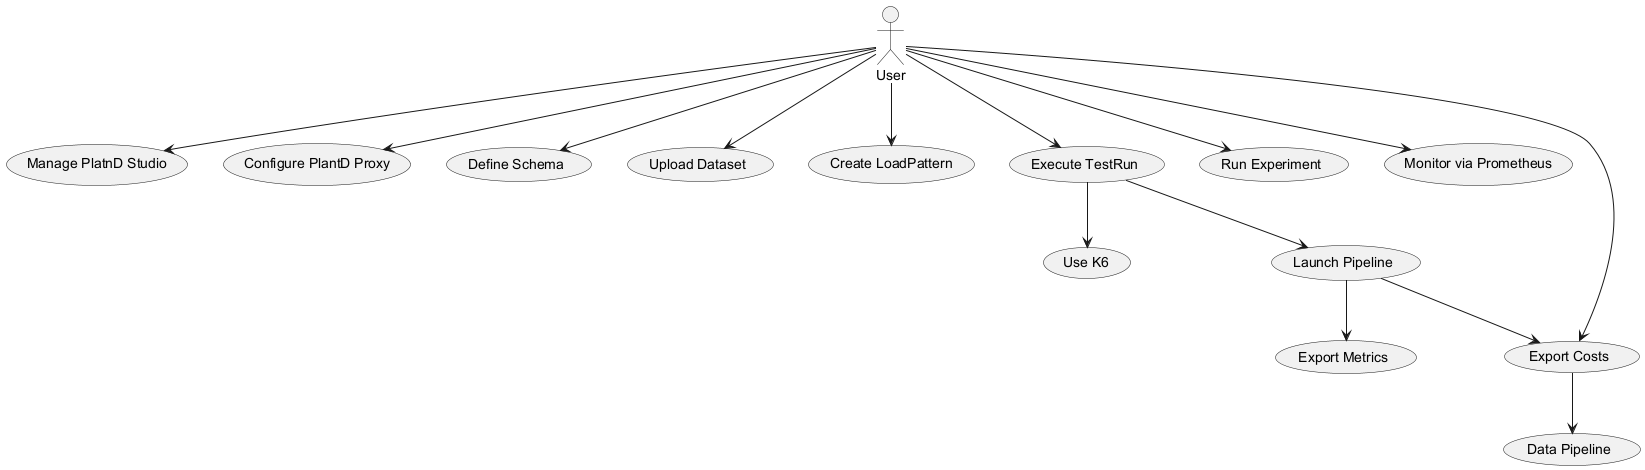 User
Manage PlatnD Studio
Configure PlantD Proxy
Define Schema
Upload Dataset
Create LoadPattern
Execute TestRun
Run Experiment
Monitor via Prometheus
Use K6
Launch Pipeline
Export Metrics
Export Costs
Data Pipeline